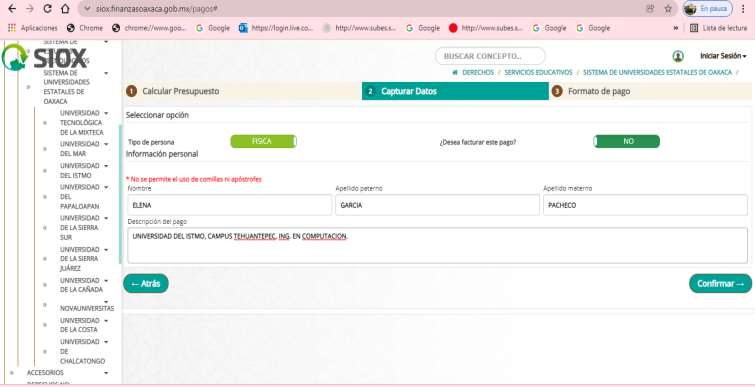 siox.finanzasoaxaca.gob.mx/pagos#
En pausa
Aplicaciones
Chrome
chrome://www.goo...
Google
https://login.live.co...
Google
http://www.subes.s...
Google
http://www.subes.s...
Google
Google
Lista de lectura
SIOX
BUSCAR CONCEPTO..
Iniciar Sesión
DERECHOS / SERVICIOS EDUCATIVOS / SISTEMA DE UNIVERSIDADES ESTATALES DE OAXACA /
SISTEMA DE
UNIVERSIDADES
ESTATALES DE
OAXACA
UNIVERSIDAD
TECNOLÓGICA
DE LA MIXTECA
UNIVERSIDAD
DEL MAR
UNIVERSIDAD
DEL ISTMO
UNIVERSIDAD
DEL
PAPALOAPAN
UNIVERSIDAD
DE LA SIERRA
SUR
UNIVERSIDAD
DE LA SIERRA
JUÁREZ
UNIVERSIDAD
DE LA CAÑADA
NOVAUNIVERSITAS
UNIVERSIDAD
DE LA COSTA
UNIVERSIDAD
DE
CHALCATONGO
ACCESORIOS
1 Calcular Presupuesto
2 Capturar Datos
3 Formato de pago
Seleccionar opción
Tipo de persona
FISICA
¿Desea facturar este pago?
NO
Información personal
* No se permite el uso de comillas ni apóstrofes
Nombre
Apellido paterno
Apellido materno
ELENA
GARCIA
PACHECO
Descripción del pago
UNIVERSIDAD DEL ISTMO, CAMPUS TEHUANTEPEC, ING. EN COMPUTACION.
← Atrás
Confirmar →